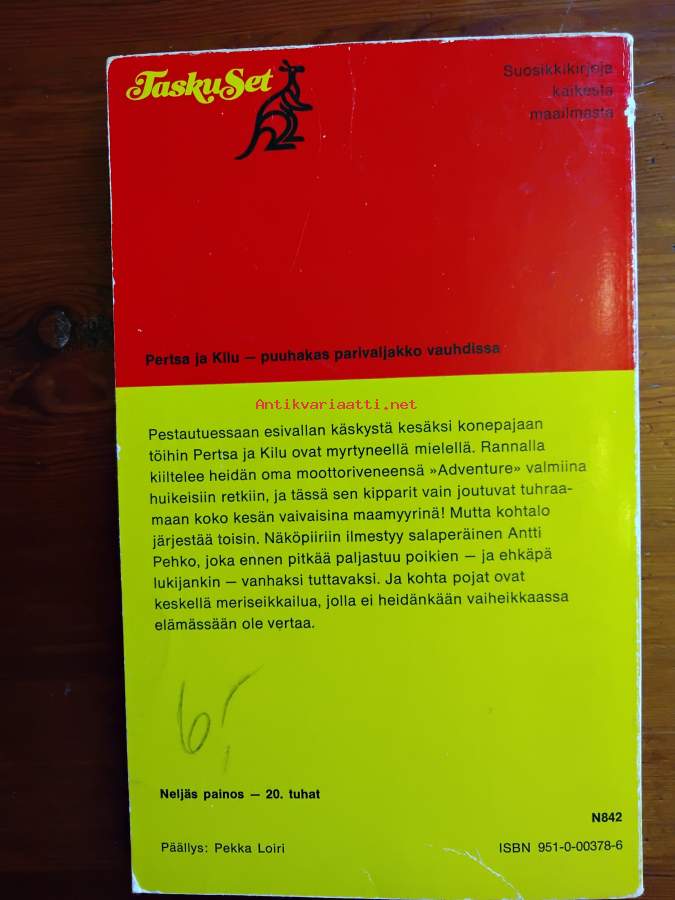 TaskuSet
Suosikkikirjoja
kaikesta
maailmasta
Pertsa ja Kilu — puuhakas parivaljakko vauhdissa
Antikvariaatti.net
Pestautuessaan esivallan käskystä kesäksi konepajaan
töihin Pertsa ja Kilu ovat myrtyneellä mielellä. Rannalla
kiiltelee heidän oma moottoriveneensä »Adventure» valmiina
huikeisiin retkiin, ja tässä sen kipparit vain joutuvat tuhraa-
maan koko kesän vaivaisina maamyyrinä! Mutta kohtalo
järjestää toisin. Näköpiiriin ilmestyy salaperäinen Antti
Pehko, joka ennen pitkää paljastuu poikien — ja ehkäpä
lukijankin — vanhaksi tuttavaksi. Ja kohta pojat ovat
keskellä meriseikkailua, jolla ei heidänkään vaiheikkaassa
elämässään ole vertaa.
6,-
Neljäs painos — 20. tuhat
N842
Päällys: Pekka Loiri
ISBN 951-0-00378-6